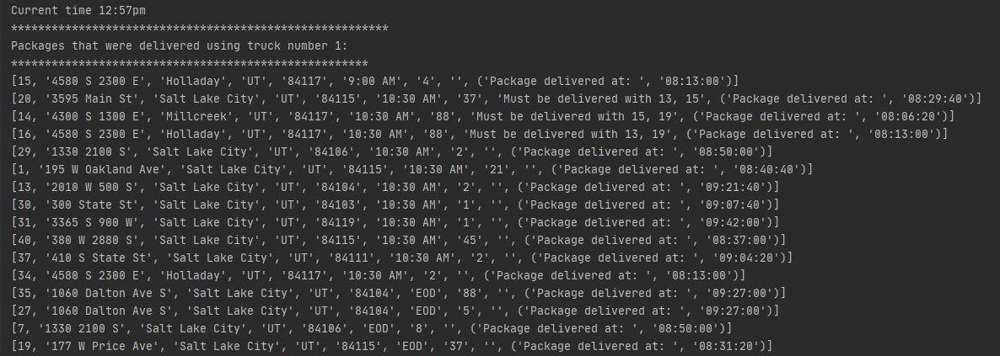 Current time 12:57pm
********************************************************
Packages that were delivered using truck number 1:
*****************************************************
[15, '4580 S 2300 E', 'Holladay', 'UT', '84117', '9:00 AM', '4', '', ('Package delivered at: ', '08:13:00')]
[20, '3595 Main St', 'Salt Lake City', 'UT', '84115', '10:30 AM', '37', 'Must be delivered with 13, 15', ('Package delivered at: ', '08:29:40')]
[14, '4300 S 1300 E', 'Millcreek', 'UT', '84117', '10:30 AM', '88', 'Must be delivered with 15, 19', ('Package delivered at: ', '08:06:20')]
[16, '4580 S 2300 E', 'Holladay', 'UT', '84117', '10:30 AM', '88', 'Must be delivered with 13, 19', ('Package delivered at: ', '08:13:00')]
[29, '1330 2100 S', 'Salt Lake City', 'UT', '84106', '10:30 AM', '2', '', ('Package delivered at: ', '08:50:00')]
[1, '195 W Oakland Ave', 'Salt Lake City', 'UT', '84115', '10:30 AM', '21', '', ('Package delivered at: ', '08:40:40')]
[13, '2010 W 500 S', 'Salt Lake City', 'UT', '84104', '10:30 AM', '2', '', ('Package delivered at: ', '09:21:40')]
[30, '300 State St', 'Salt Lake City', 'UT', '84103', '10:30 AM', '1', '', ('Package delivered at: ', '09:07:40')]
[31, '3365 S 900 W', 'Salt Lake City', 'UT', '84119', '10:30 AM', '1', '', ('Package delivered at: ', '09:42:00')]
[40, '380 W 2880 S', 'Salt Lake City', 'UT', '84115', '10:30 AM', '45', '', ('Package delivered at: ', '08:37:00')]
[37, '410 S State St', 'Salt Lake City', 'UT', '84111', '10:30 AM', '2', '', ('Package delivered at: ', '09:04:20')]
[34, '4580 S 2300 E', 'Holladay', 'UT', '84117', '10:30 AM', '2', '', ('Package delivered at: ', '08:13:00')]
[35, '1060 Dalton Ave S', 'Salt Lake City', 'UT', '84104', 'EOD', '88', '', ('Package delivered at: ', '09:27:00')]
[27, '1060 Dalton Ave S', 'Salt Lake City', 'UT', '84104', 'EOD', '5', '', ('Package delivered at: ', '09:27:00')]
[7, '1330 2100 S', 'Salt Lake City', 'UT', '84106', 'EOD', '8', '', ('Package delivered at: ', '08:50:00')]
[19, '177 W Price Ave', 'Salt Lake City', 'UT', '84115', 'EOD', '37', '', ('Package delivered at: ', '08:31:20')]